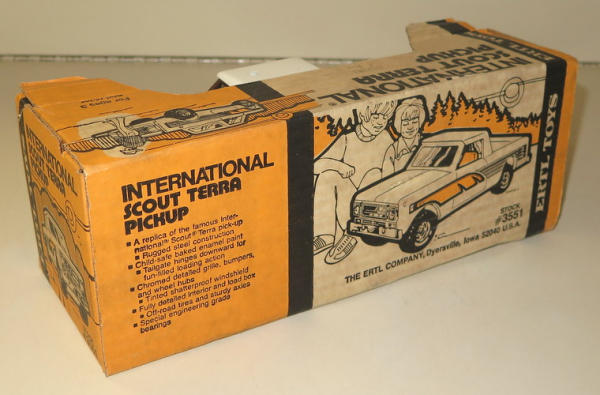 INTERNATIONAL
SCOUT TERRA
PICKUP
For ages 3
INTERNATIONAL®
SCOUT TERRA
PICKUP
■ A replica of the famous Inter-
national® Scout® Terra pick-up
■ Rugged steel construction
■ Child-safe baked enamel paint
■ Tailgate hinges downward for
fun-filled loading action
■ Chromed detailed grille, bumpers,
and wheel hubs
■ Tinted shatterproof windshield
■ Fully detailed interior and load box
■ Off-road tires and sturdy axles
■ Special engineering grade
bearings
ERTL TOYS
STOCK
#3551
THE ERTL COMPANY, Dyersville, Iowa 52040 U.S.A.